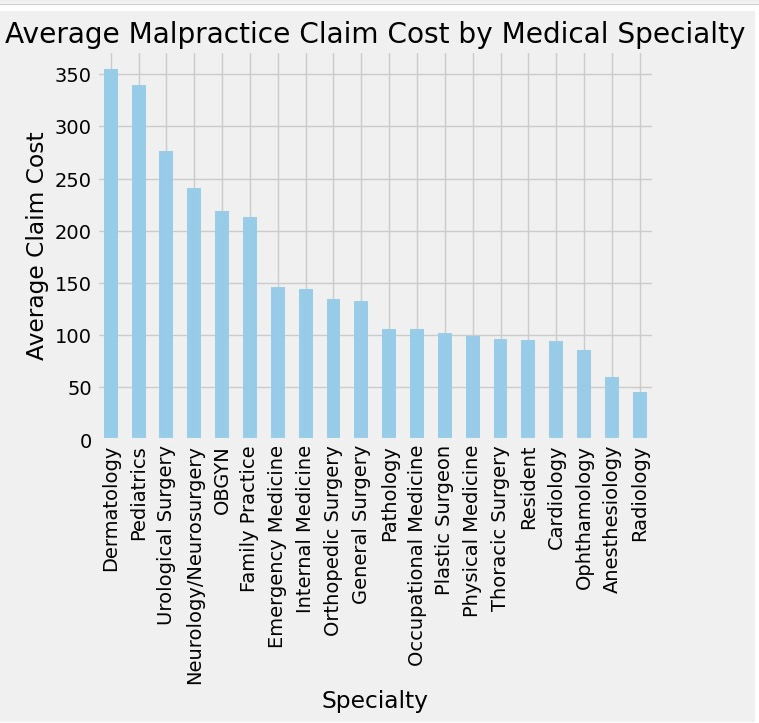 Average Malpractice Claim Cost by Medical Specialty
350
300
250
200
150
100
50
0
Average Claim Cost
Dermatology
Pediatrics
Urological Surgery
Neurology/Neurosurgery
OBGYN
Family Practice
Emergency Medicine
Internal Medicine
Orthopedic Surgery
General Surgery
Pathology
Occupational Medicine
Plastic Surgeon
Physical Medicine
Thoracic Surgery
Resident
Cardiology
Ophthamology
Anesthesiology
Radiology
Specialty